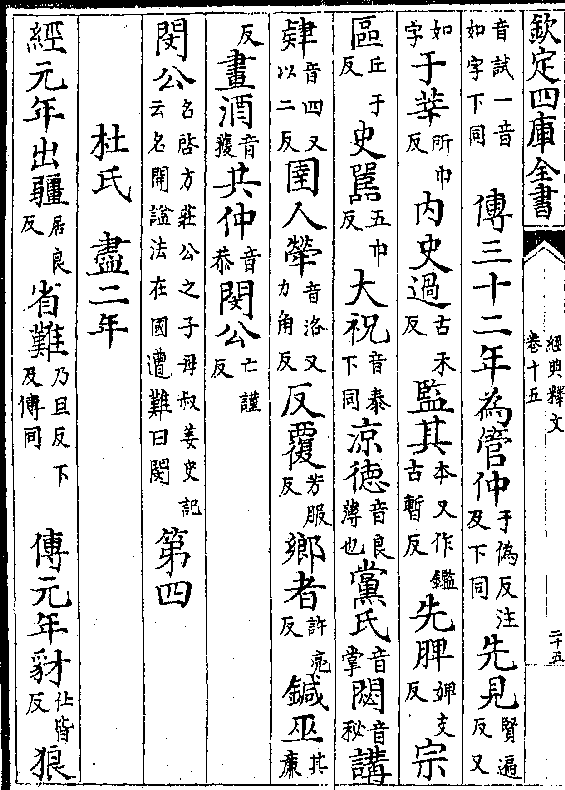 欽定四庫全書
經典釋文
卷十五
二十五
音試一音如字下同　傳三十二年為管仲于偽反注及下同先見賢遍反又
如字于莘所巾反內史過古禾反監其本又作鑑古暫反先脾婢支反宗
區丘于反史嚚五巾反大祝音泰下同凉德音良薄也黨氏音掌閟音秘講
肄音四又以二反圉人犖音洛又力角反反覆芳服反鄉者許亮反鍼巫其廉
反晝酒音獲共仲音恭閔公亡謹反
閔公名啓方莊公之子母叔姜史記云名開諡法在國遭難曰閔第四
杜氏　盡二年
經元年出疆居良反省難乃且反下及傳同　傳元年豺仕皆反狼